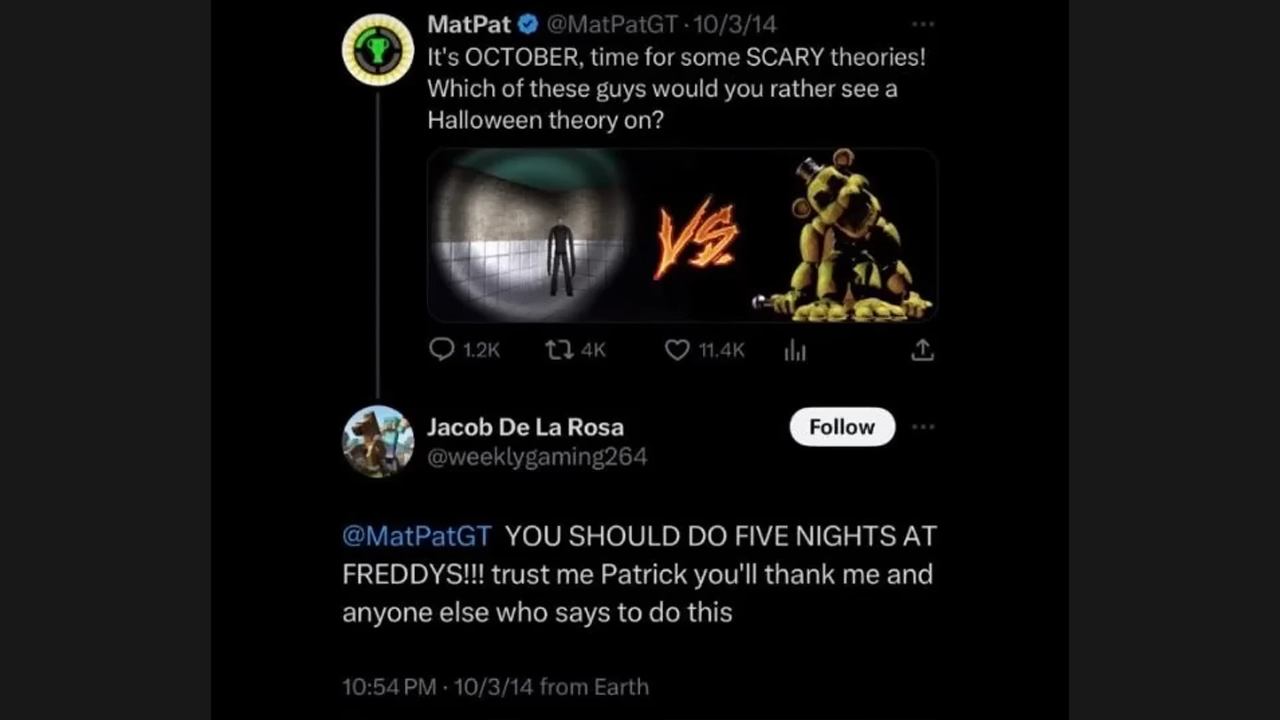 MatPat @MatPatGT · 10/3/14
It's OCTOBER, time for some SCARY theories!
Which of these guys would you rather see a
Halloween theory on?
VS.
1.2K 4K 11.4K
Jacob De La Rosa
Follow
@weeklygaming264
@MatPatGT YOU SHOULD DO FIVE NIGHTS AT
FREDDYS!!! trust me Patrick you'll thank me and
anyone else who says to do this
10:54 PM · 10/3/14 from Earth